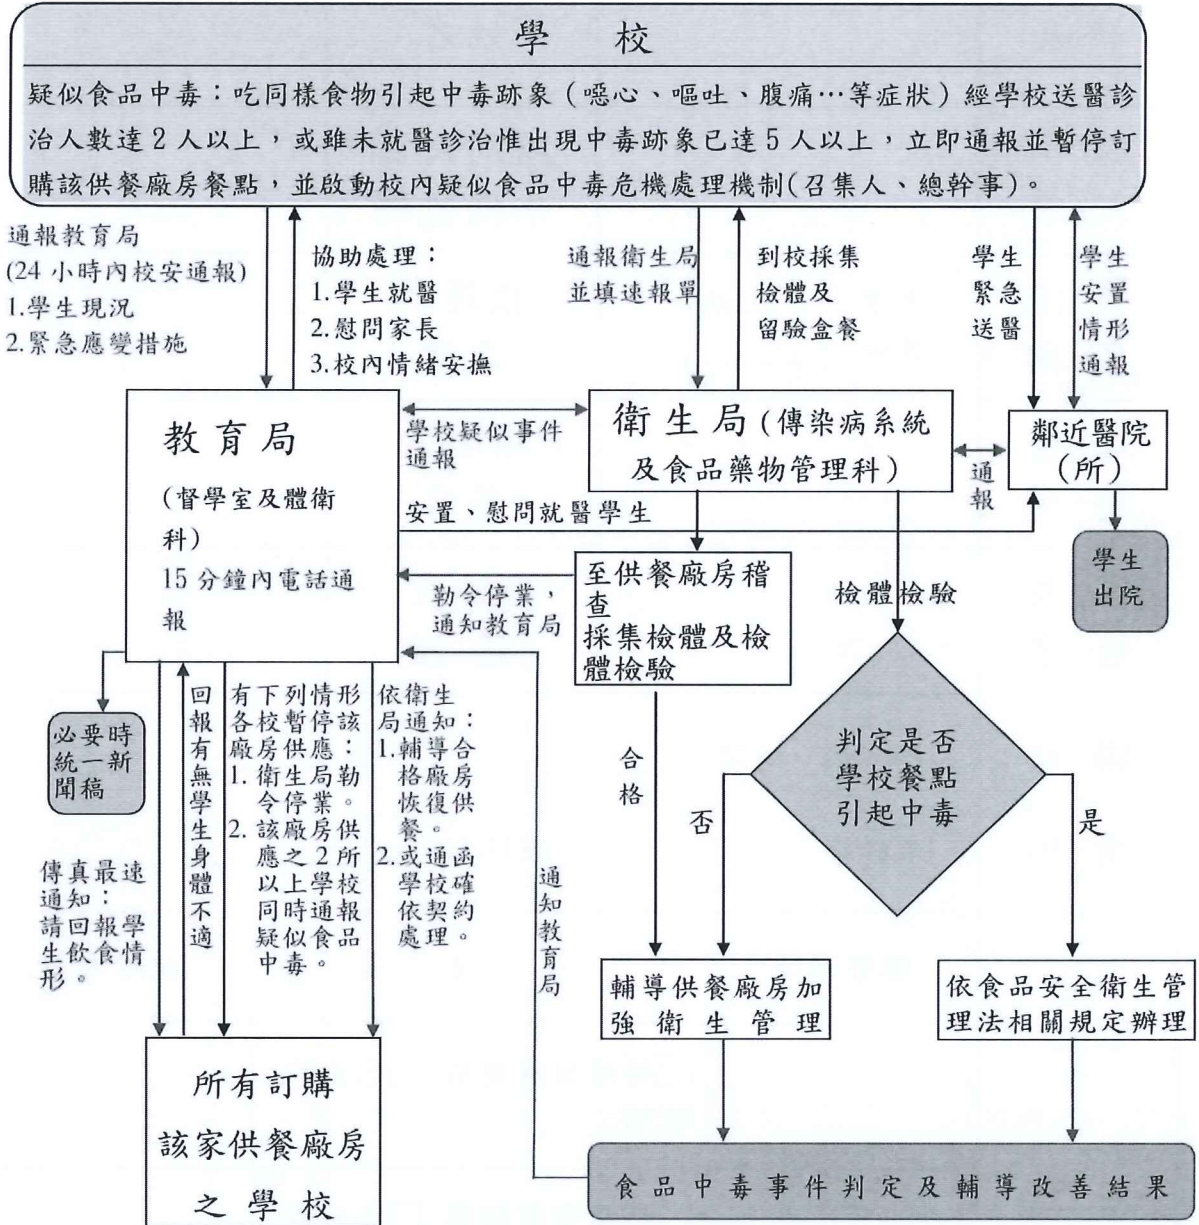 學校
疑似食品中毒：吃同樣食物引起中毒跡象（噁心、嘔吐、腹痛…等症狀）經學校送醫診
治人數達2人以上，或雖未就醫診治惟出現中毒跡象已達5人以上，立即通報並暫停訂
購該供餐廠房餐點，並啟動校內疑似食品中毒危機處理機制(召集人、總幹事)。
通報教育局
(24小時內校安通報)
1.學生現況
2.緊急應變措施
協助處理：
1.學生就醫
2.慰問家長
3.校內情緒安撫
通報衛生局
並填速報單
到校採集
檢體及
留驗盒餐
學生
緊急
送醫
學生
安置
情形
通報
教育局
(督學室及體衛
科)
15分鐘內電話通
報
學校疑似事件
通報
衛生局(傳染病系統
及食品藥物管理科)
通
報
鄰近醫院
(所)
安置、慰問就醫學生
學生
出院
勒令停業，
通知教育局
至供餐廠房稽
查
採集檢體及檢
體檢驗
檢體檢驗
必要時
統一新
聞稿
傳真最速
通知：
請回報學
生飲食情
形。
回報有無學生身體不適
有下列情形
各校暫停該
廠房供應：
1. 衛生局勒
令停業。
2. 該廠房供
應之2所
以上學校
同時通報
疑似食品
中毒。
依衛生
局通知：
1.輔導合
格廠房
恢復供
餐。
2.或通函
學校確
依契約
處理。
通知教育局
合格
判定是否
學校餐點
引起中毒
否
是
輔導供餐廠房加
強衛生管理
依食品安全衛生管
理法相關規定辦理
所有訂購
該家供餐廠房
之學校
食品中毒事件判定及輔導改善結果